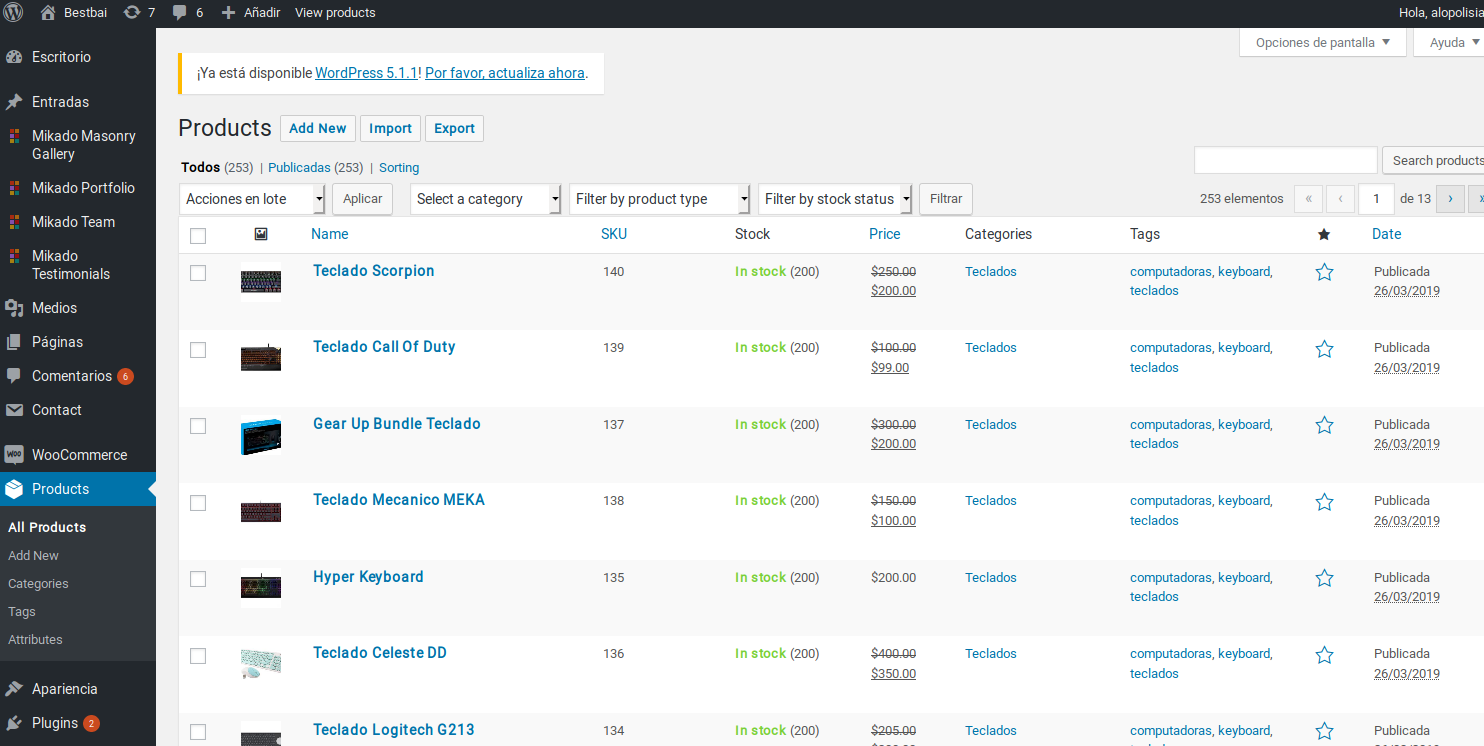 Bestbai 7 6 Añadir View products Hola, alopolisia
Escritorio
Entradas
Mikado Masonry
Gallery
Mikado Portfolio
Mikado Team
Mikado
Testimonials
Medios
Páginas
Comentarios 6
Contact
WOO WooCommerce
Products
All Products
Add New
Categories
Tags
Attributes
Apariencia
Plugins 2
Opciones de pantalla Ayuda
¡Ya está disponible WordPress 5.1.1! Por favor, actualiza ahora.
Products Add New Import Export
Todos (253) | Publicadas (253) | Sorting
Search products
Acciones en lote Aplicar Select a category Filter by product type Filter by stock status Filtrar 253 elementos « ‹ 1 de 13 › »
Name SKU Stock Price Categories Tags ★ Date
Teclado Scorpion 140 In stock (200) $250.00 Teclados computadoras, keyboard, Publicada
$200.00 teclados 26/03/2019
Teclado Call Of Duty 139 In stock (200) $100.00 Teclados computadoras, keyboard, Publicada
$99.00 teclados 26/03/2019
Gear Up Bundle Teclado 137 In stock (200) $300.00 Teclados computadoras, keyboard, Publicada
$200.00 teclados 26/03/2019
Teclado Mecanico MEKA 138 In stock (200) $150.00 Teclados computadoras, keyboard, Publicada
$100.00 teclados 26/03/2019
Hyper Keyboard 135 In stock (200) $200.00 Teclados computadoras, keyboard, Publicada
teclados 26/03/2019
Teclado Celeste DD 136 In stock (200) $400.00 Teclados computadoras, keyboard, Publicada
$350.00 teclados 26/03/2019
Teclado Logitech G213 134 In stock (200) $205.00 Teclados computadoras, keyboard, Publicada